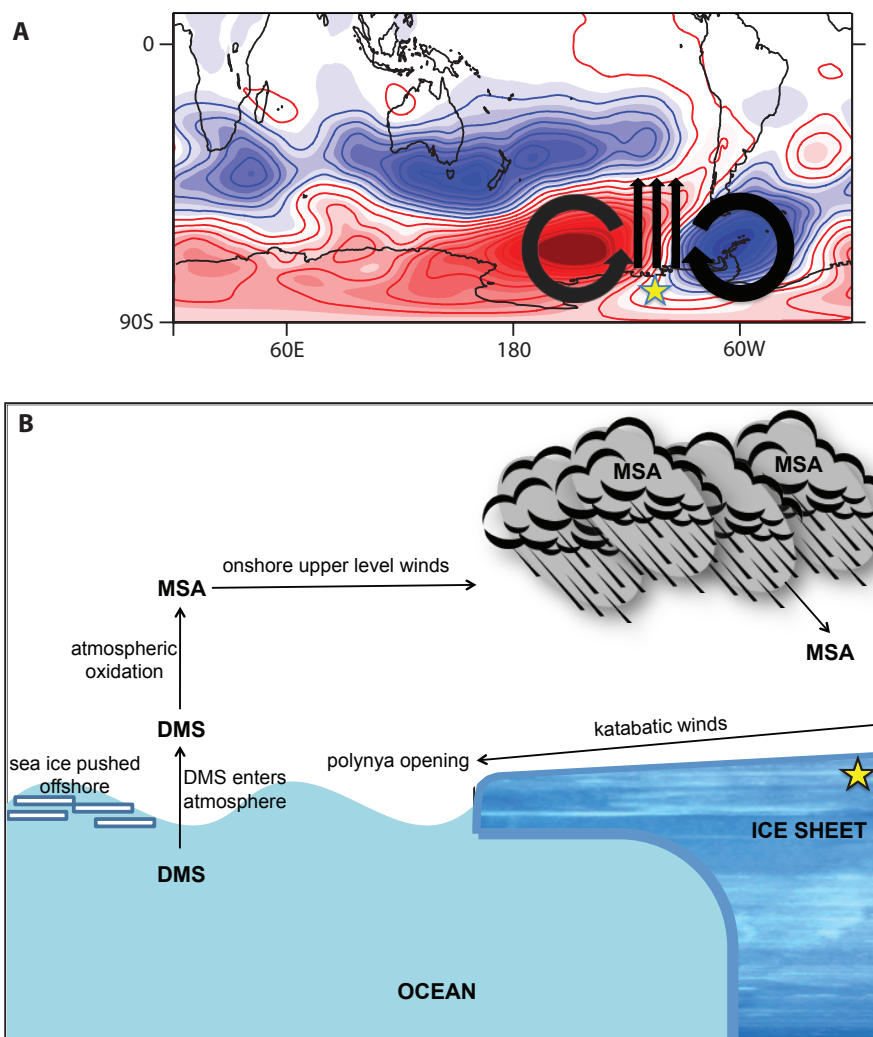 A
0
90S
60E
180
60W
B
MSA
MSA
onshore upper level winds
MSA
atmospheric
oxidation
MSA
DMS
katabatic winds
polynya opening
sea ice pushed
offshore
DMS enters
atmosphere
ICE SHEET
DMS
OCEAN